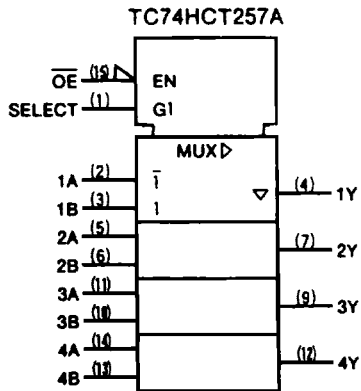 TC74HCT257A
OE (15) EN
SELECT (1) G1
MUX
1A (2) 1 (4) 1Y
1B (3) 1
2A (5) (7) 2Y
2B (6)
3A (11) (9) 3Y
3B (10)
4A (14) (12) 4Y
4B (13)